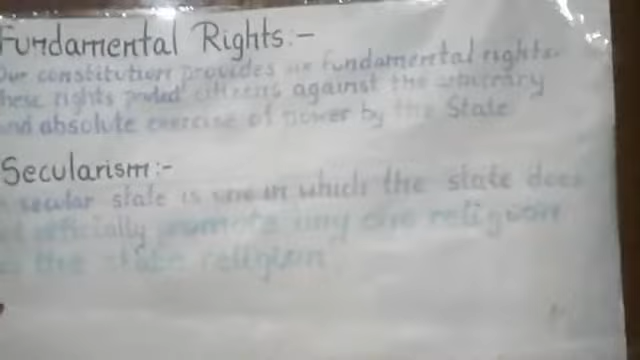 Fundamental Rights:-
Our constitution provides us fundamental rights.
these rights protect citizens against the arbitrary
and absolute exercise of power by the State
Secularism:-
secular state is one in which the state does
officially promote any one religion
the state religion